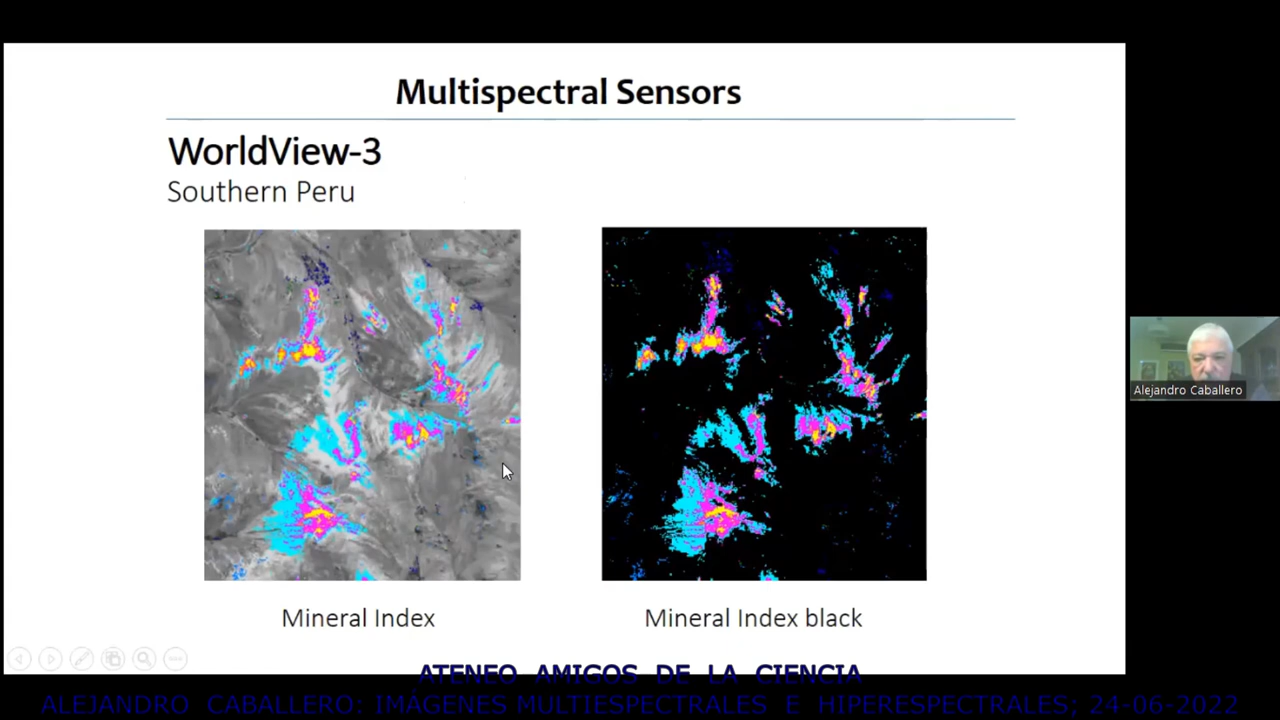 Multispectral Sensors
WorldView-3
Southern Peru
Mineral Index
Mineral Index black
Alejandro Caballero
ATENEO AMIGOS DE LA CIENCIA
ALEJANDRO CABALLERO: IMÁGENES MULTIESPECTRALES E HIPERESPECTRALES; 24-06-2022